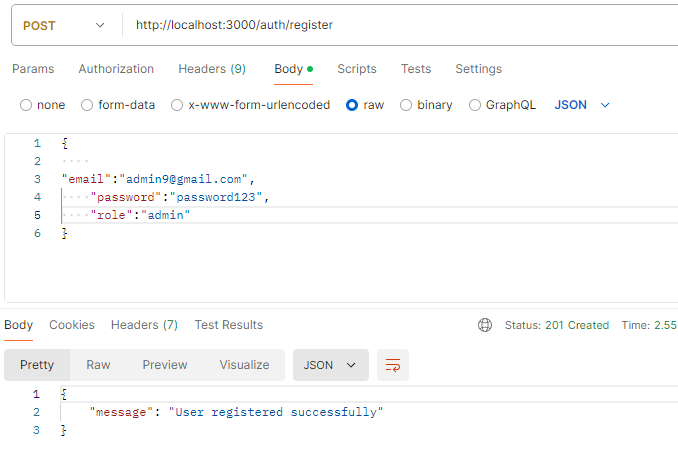 POST http://localhost:3000/auth/register
Params Authorization Headers (9) Body Scripts Tests Settings
none form-data x-www-form-urlencoded raw binary GraphQL JSON
1 {
2
3 "email":"admin9@gmail.com",
4 "password":"password123",
5 "role":"admin"
6 }
Body Cookies Headers (7) Test Results Status: 201 Created Time: 2.55
Pretty Raw Preview Visualize JSON
1 {
2 "message": "User registered successfully"
3 }